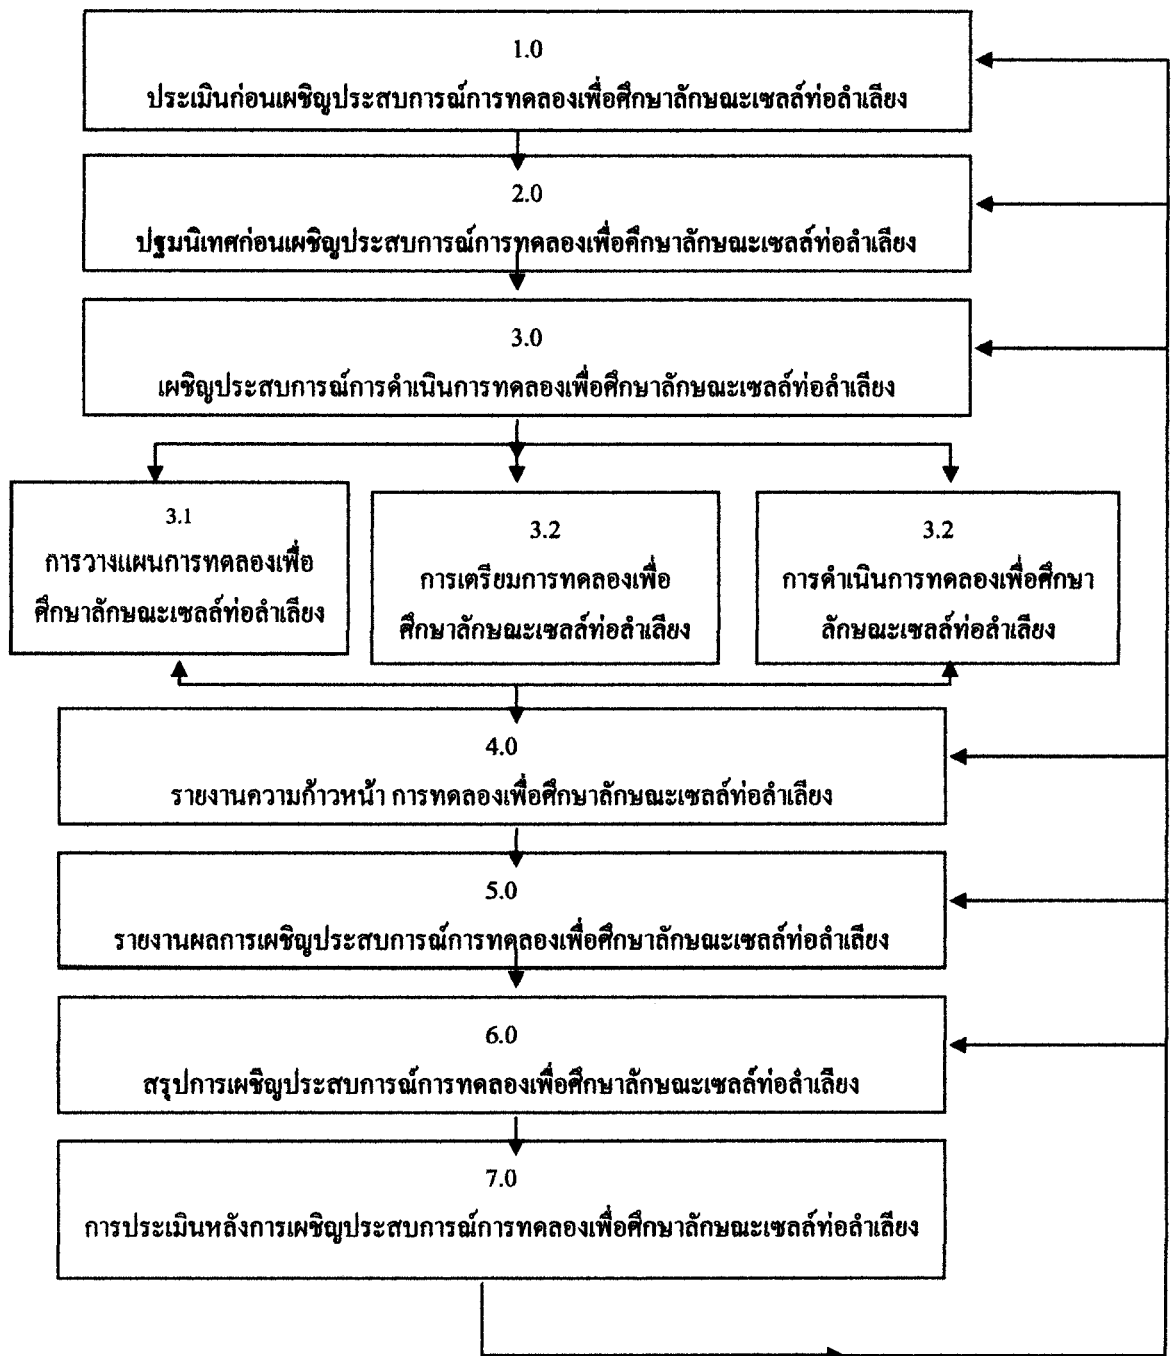 1.0
ประเมินก่อนเผชิญประสบการณ์การทดลองเพื่อศึกษาลักษณะเซลล์ท่อลำเลียง
2.0
ปฐมนิเทศก่อนเผชิญประสบการณ์การทดลองเพื่อศึกษาลักษณะเซลล์ท่อลำเลียง
3.0
เผชิญประสบการณ์การดำเนินการทดลองเพื่อศึกษาลักษณะเซลล์ท่อลำเลียง
3.1
การวางแผนการทดลองเพื่อ
ศึกษาลักษณะเซลล์ท่อลำเลียง
3.2
การเตรียมการทดลองเพื่อ
ศึกษาลักษณะเซลล์ท่อลำเลียง
3.2
การดำเนินการทดลองเพื่อศึกษา
ลักษณะเซลล์ท่อลำเลียง
4.0
รายงานความก้าวหน้า การทดลองเพื่อศึกษาลักษณะเซลล์ท่อลำเลียง
5.0
รายงานผลการเผชิญประสบการณ์การทดลองเพื่อศึกษาลักษณะเซลล์ท่อลำเลียง
6.0
สรุปการเผชิญประสบการณ์การทดลองเพื่อศึกษาลักษณะเซลล์ท่อลำเลียง
7.0
การประเมินหลังการเผชิญประสบการณ์การทดลองเพื่อศึกษาลักษณะเซลล์ท่อลำเลียง